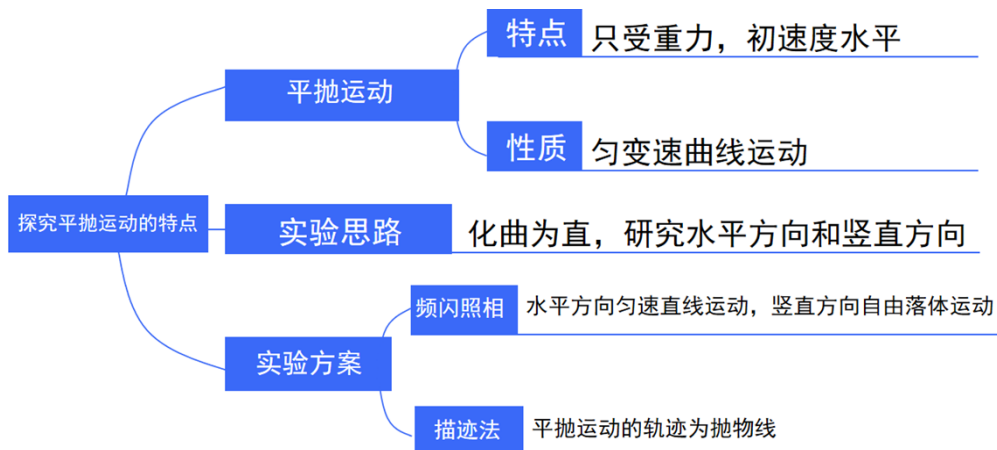 探究平抛运动的特点
平抛运动
特点 只受重力，初速度水平
性质 匀变速曲线运动
实验思路 化曲为直，研究水平方向和竖直方向
实验方案
频闪照相 水平方向匀速直线运动，竖直方向自由落体运动
描迹法 平抛运动的轨迹为抛物线